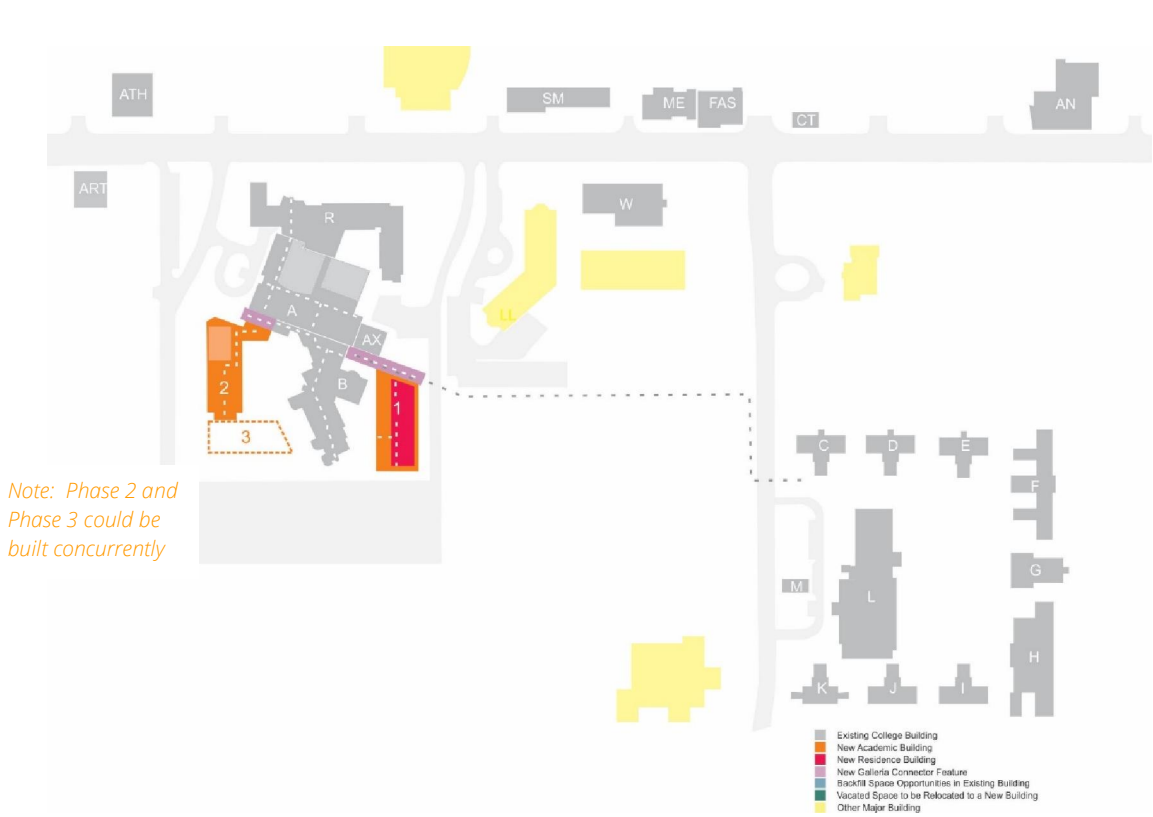 ATH
SM
ME
FAS
CT
AN
ART
R
W
A
LL
AX
B
2
1
3
C
D
E
F
Note: Phase 2 and
Phase 3 could be
built concurrently
G
M
L
H
K
J
I
Existing College Building
New Academic Building
New Residence Building
New Galleria Connector Feature
Backfill Space Opportunities in Existing Building
Vacated Space to be Relocated to a New Building
Other Major Building